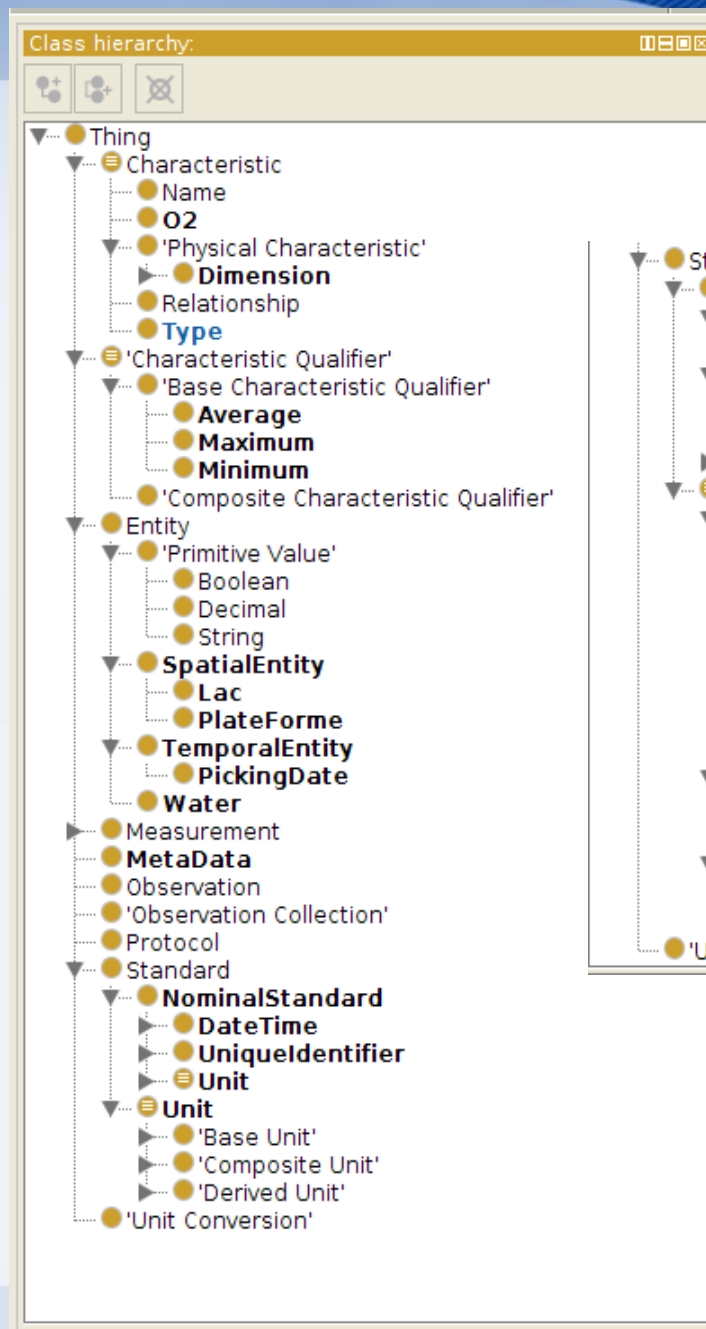 Class hierarchy:
Thing
Characteristic
Name
O2
'Physical Characteristic'
Dimension
Relationship
Type
'Characteristic Qualifier'
'Base Characteristic Qualifier'
Average
Maximum
Minimum
'Composite Characteristic Qualifier'
Entity
'Primitive Value'
Boolean
Decimal
String
SpatialEntity
Lac
PlateForme
TemporalEntity
PickingDate
Water
Measurement
MetaData
Observation
'Observation Collection'
Protocol
Standard
NominalStandard
DateTime
UniqueIdentifier
Unit
Unit
'Base Unit'
'Composite Unit'
'Derived Unit'
'Unit Conversion'